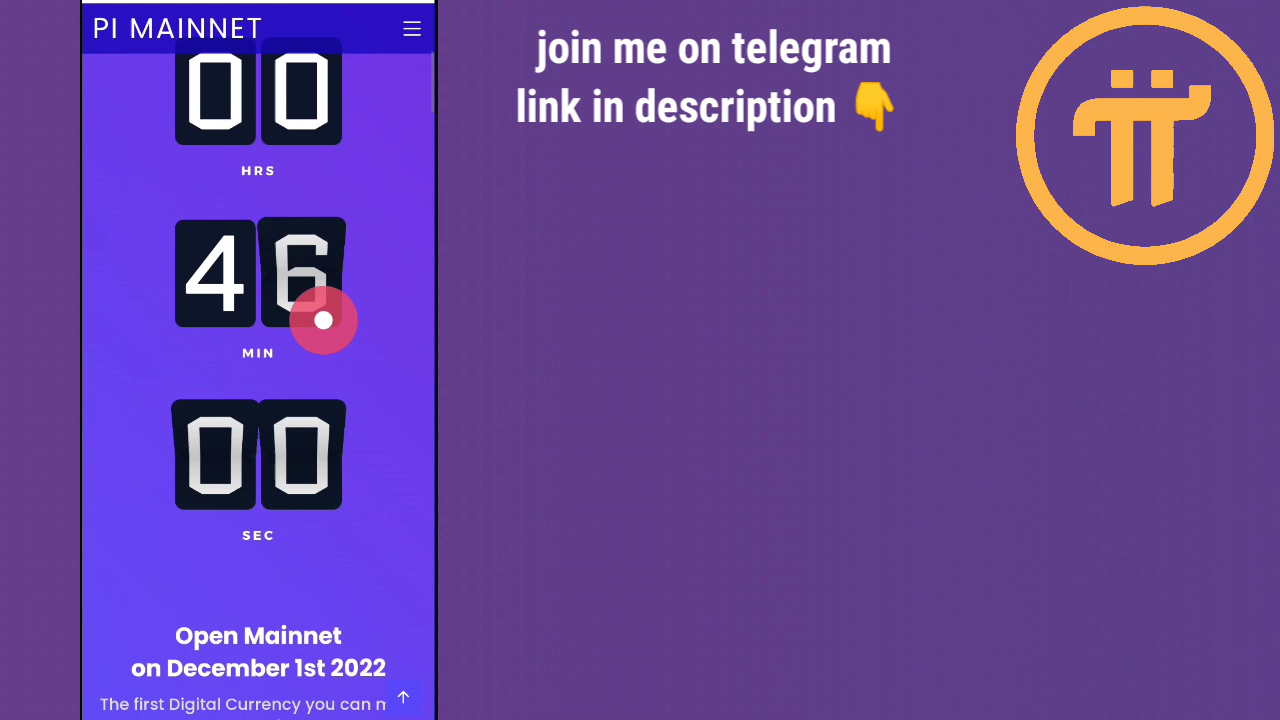 PI MAINNET
00
HRS
46
MIN
00
SEC
Open Mainnet
on December 1st 2022
The first Digital Currency you can
join me on telegram
link in description 👇